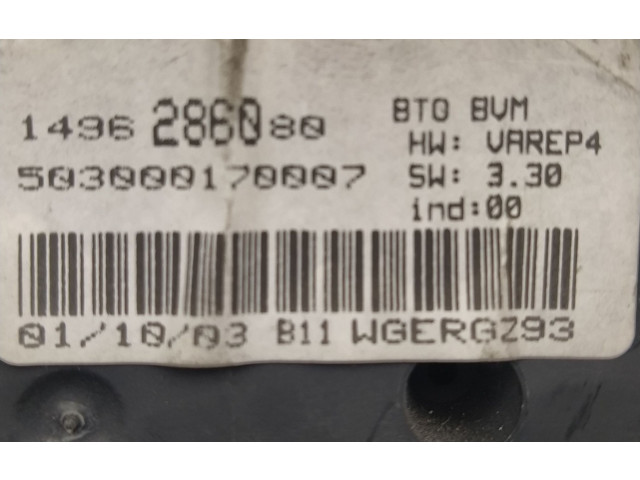 1496 2860 80
503000170007
BTO BVM
HW: VAREP4
SW: 3.30
ind:00
01/10/03 B11 WGERGZ93